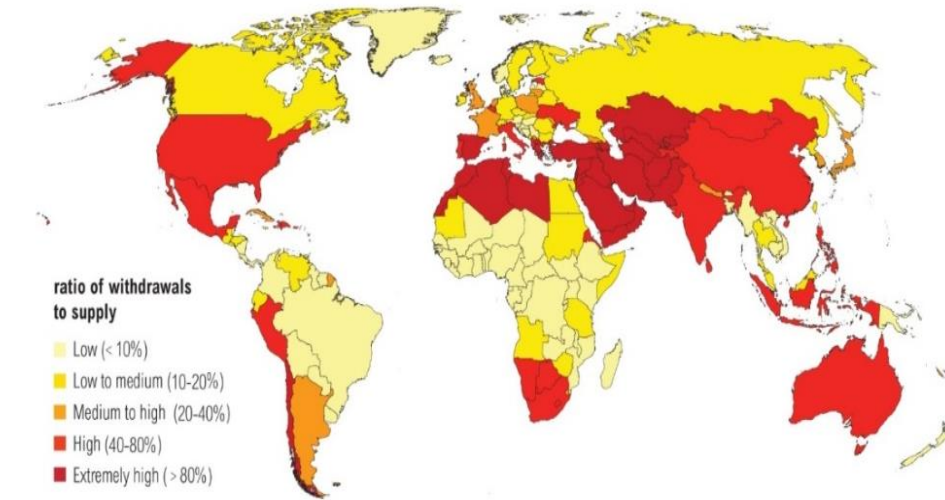 ratio of withdrawals
to supply
Low (< 10%)
Low to medium (10-20%)
Medium to high (20-40%)
High (40-80%)
Extremely high (> 80%)